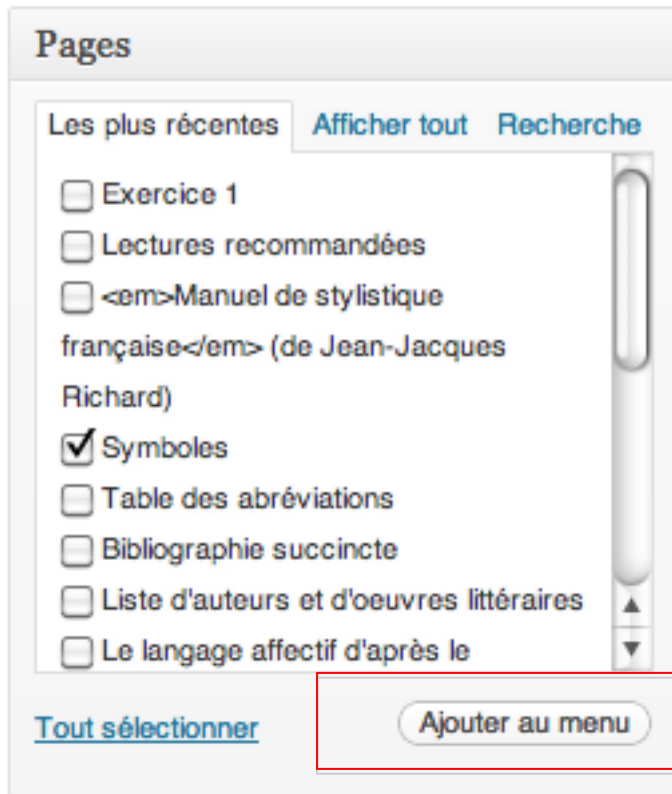 Pages
Les plus récentes Afficher tout Recherche
Exercice 1
Lectures recommandées
<em>Manuel de stylistique
française</em> (de Jean-Jacques
Richard)
Symboles
Table des abréviations
Bibliographie succincte
Liste d'auteurs et d'oeuvres littéraires
Le langage affectif d'après le
Tout sélectionner Ajouter au menu